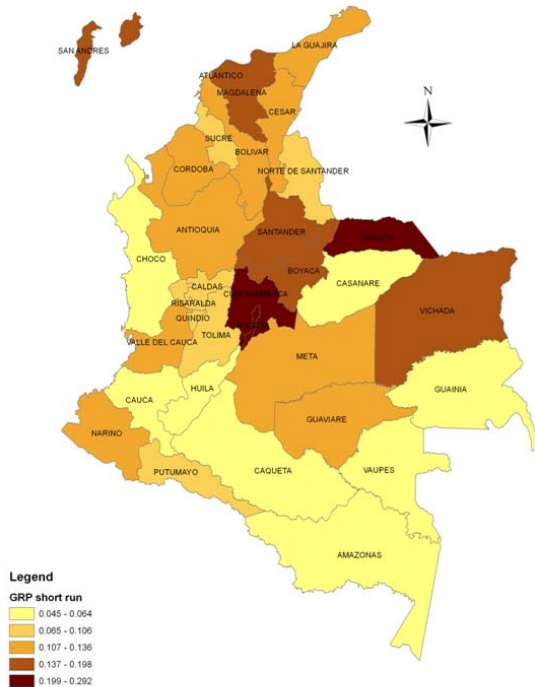 LA GUAJIRA
SAN ANDRES
ATLANTICO
MAGDALENA
N
CESAR
SUCRE
BOLIVAR
CORDOBA
NORTE DE SANTANDER
ANTIOQUIA
SANTANDER
ARAUCA
CHOCO
BOYACA
CASANARE
CALDAS
CUNDINAMARCA
RISARALDA
VICHADA
QUINDIO
TOLIMA
VALLE DEL CAUCA
META
GUAINIA
HUILA
CAUCA
NARINO
GUAVIARE
PUTUMAYO
CAQUETA
VAUPES
AMAZONAS
Legend
GRP short run
0.045 - 0.064
0.065 - 0.106
0.107 - 0.136
0.137 - 0.198
0.199 - 0.292